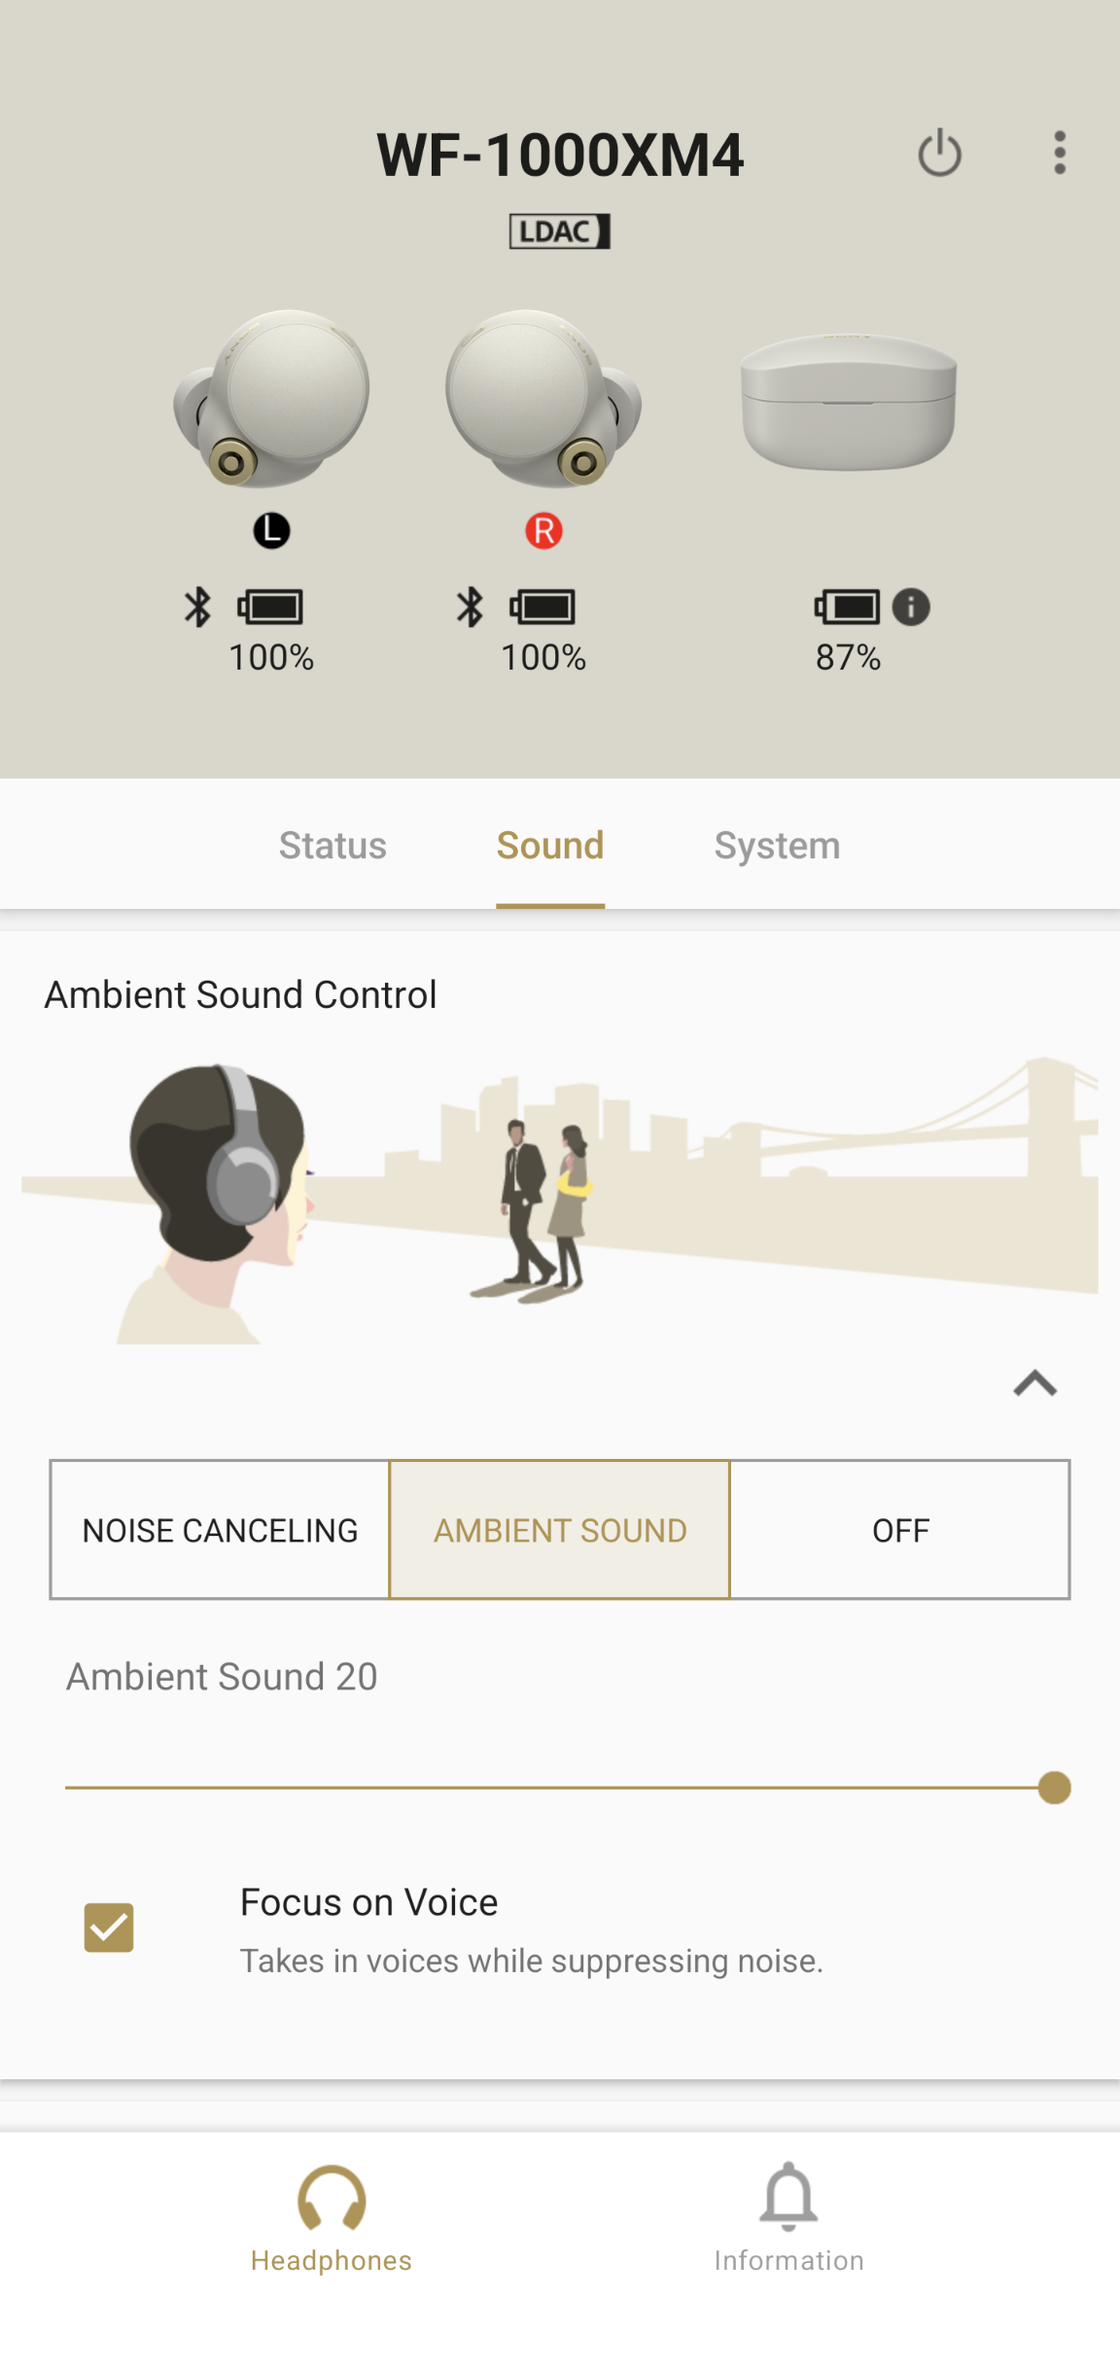 WF-1000XM4
LDAC
L
R
100%
100%
87%
Status
Sound
System
Ambient Sound Control
NOISE CANCELING
AMBIENT SOUND
OFF
Ambient Sound 20
Focus on Voice
Takes in voices while suppressing noise.
Headphones
Information